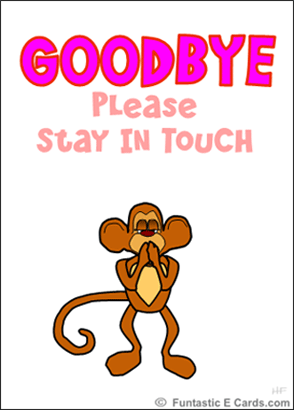 GOODBYE
Please
Stay In Touch
HF
© Funtastic E Cards.com